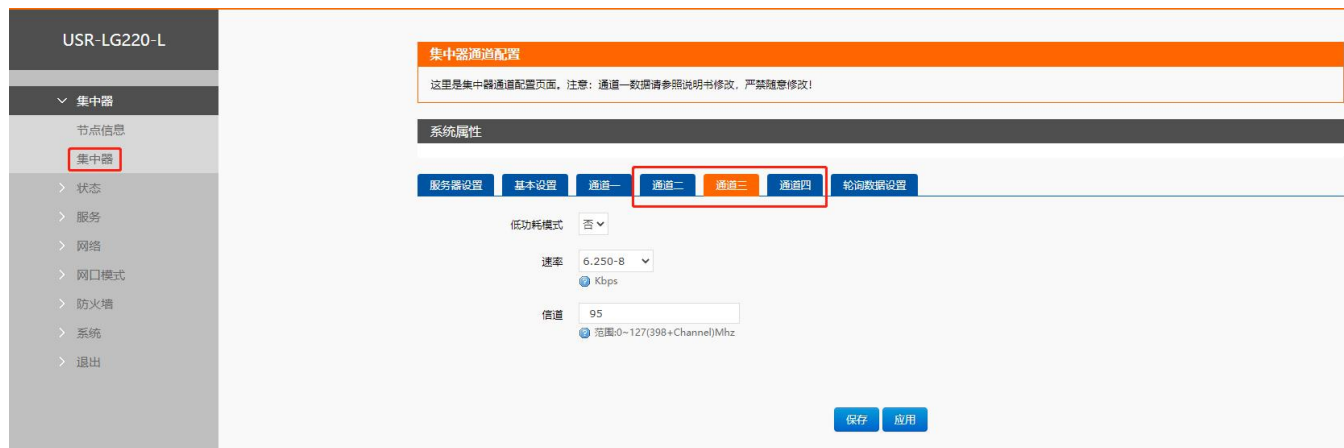 USR-LG220-L
集中器
节点信息
集中器
状态
服务
网络
网口模式
防火墙
系统
退出
集中器通道配置
这里是集中器通道配置页面。注意：通道一数据请参照说明书修改，严禁随意修改!
系统属性
服务器设置 基本设置 通道一 通道二 通道三 通道四 轮询数据设置
低功耗模式 否
速率 6.250-8
Kbps
信道 95
范围:0~127(398+Channel)Mhz
保存 应用